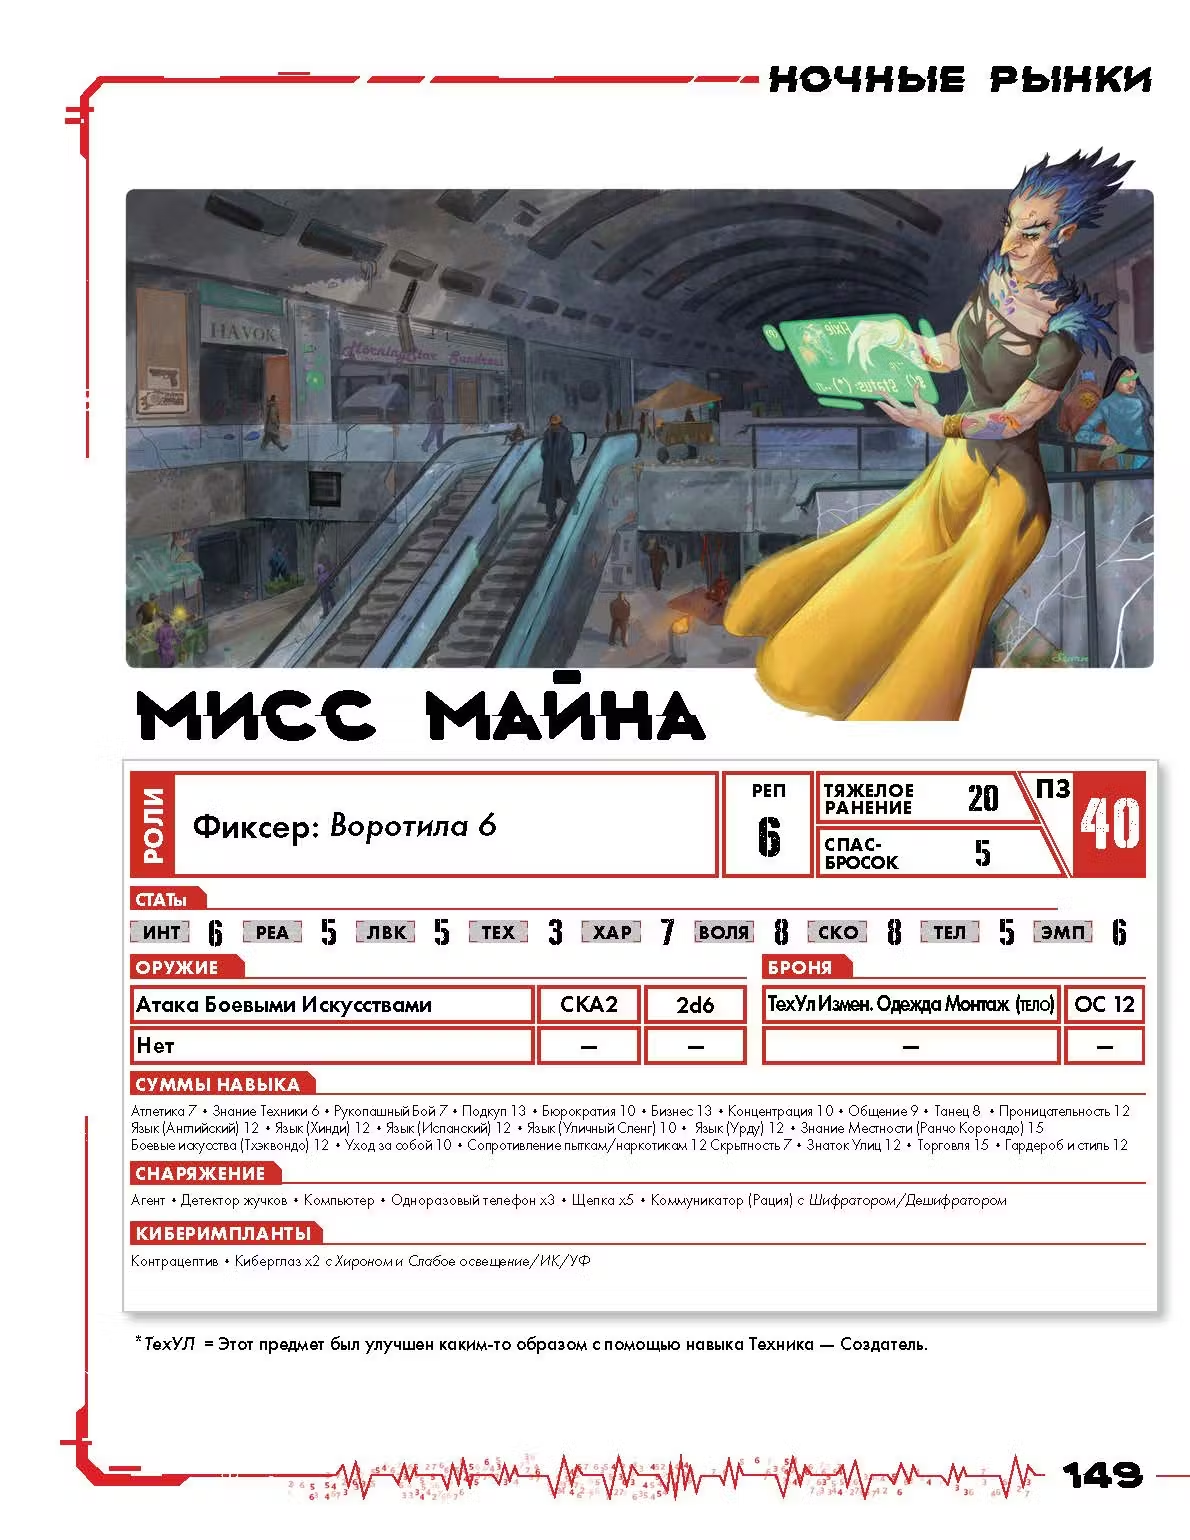 НОЧНЫЕ РЫНКИ
HAVOK
MorningStar Sundries
Fixie
Status
МИСС МАЙНА
РОЛИ
Фиксер: Воротила 6
РЕП
6
ТЯЖЕЛОЕ РАНЕНИЕ 20
СПАС-БРОСОК 5
ПЗ 40
СТАТы
ИНТ 6 РЕА 5 ЛВК 5 ТЕХ 3 ХАР 7 ВОЛЯ 8 СКО 8 ТЕЛ 5 ЭМП 6
ОРУЖИЕ
Атака Боевыми Искусствами СКА2 2d6
Нет — —
БРОНЯ
ТехУл Измен. Одежда Монтаж (ТЕЛО) ОС 12
— —
СУММЫ НАВЫКА
Атлетика 7 • Знание Техники 6 • Рукопашный Бой 7 • Подкуп 13 • Бюрократия 10 • Бизнес 13 • Концентрация 10 • Общение 9 • Танец 8 • Проницательность 12
Язык (Английский) 12 • Язык (Хинди) 12 • Язык (Испанский) 12 • Язык (Уличный Сленг) 10 • Язык (Урду) 12 • Знание Местности (Ранчо Коронадо) 15
Боевые искусства (Тхэквондо) 12 • Уход за собой 10 • Сопротивление пыткам/наркотикам 12 Скрытность 7 • Знаток Улиц 12 • Торговля 15 • Гардероб и стиль 12
СНАРЯЖЕНИЕ
Агент • Детектор жучков • Компьютер • Одноразовый телефон x3 • Щепка x5 • Коммуникатор (Рация) с Шифратором/Дешифратором
КИБЕРИМПЛАНТЫ
Контрацептив • Киберглаз x2 с Хироном и Слабое освещение/ИК/УФ
*ТехУЛ = Этот предмет был улучшен каким-то образом с помощью навыка Техника — Создатель.
149